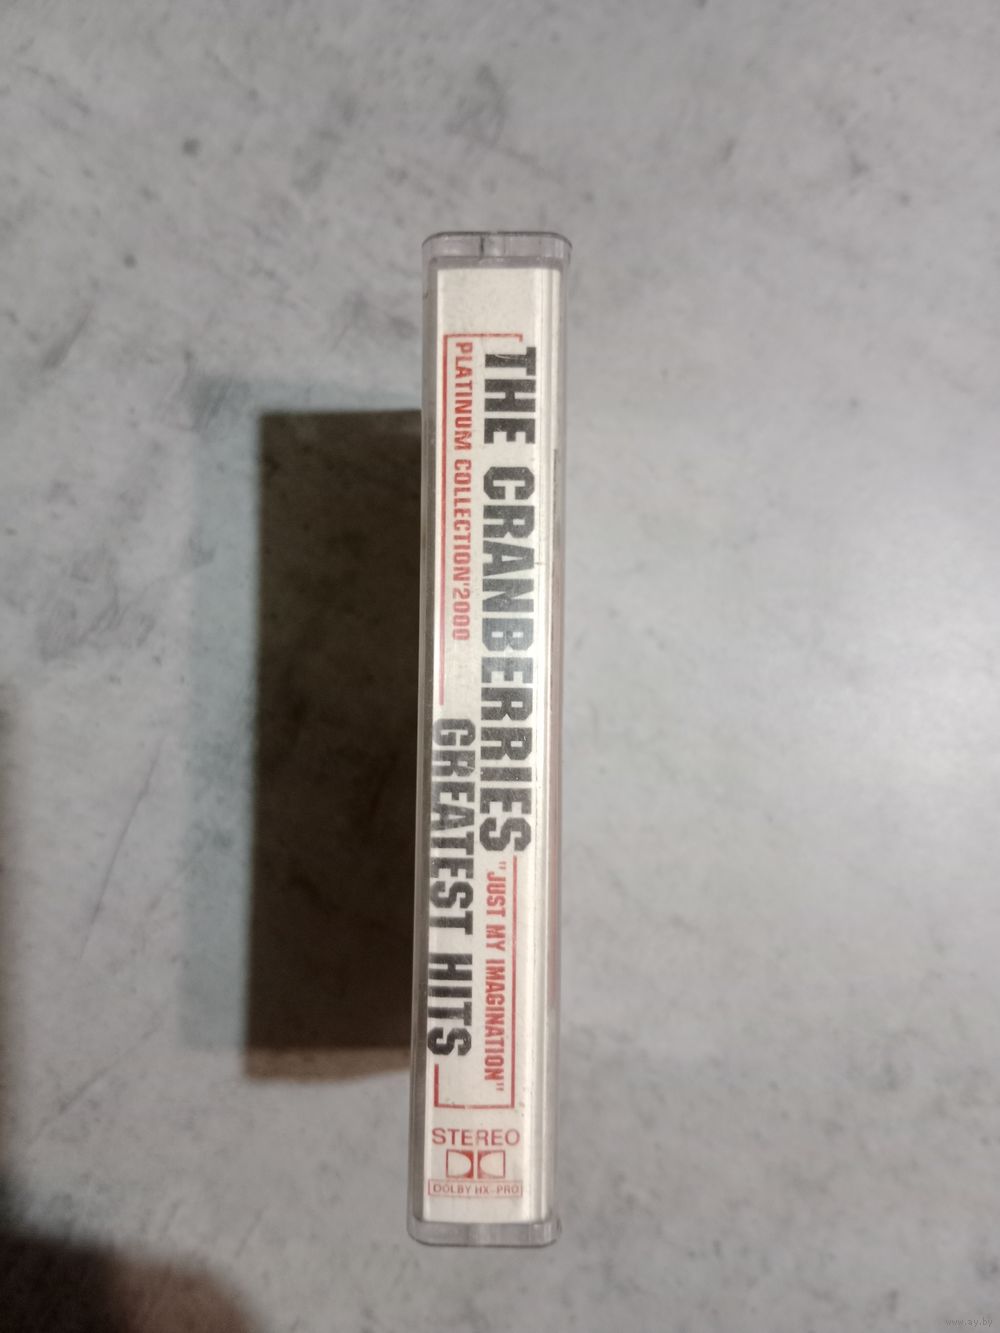 THE CRANBERRIES
PLATINUM COLLECTION'2000
"JUST MY IMAGINATION"
GREATEST HITS
STEREO
DOLBY HX-PRO
www.ay.by